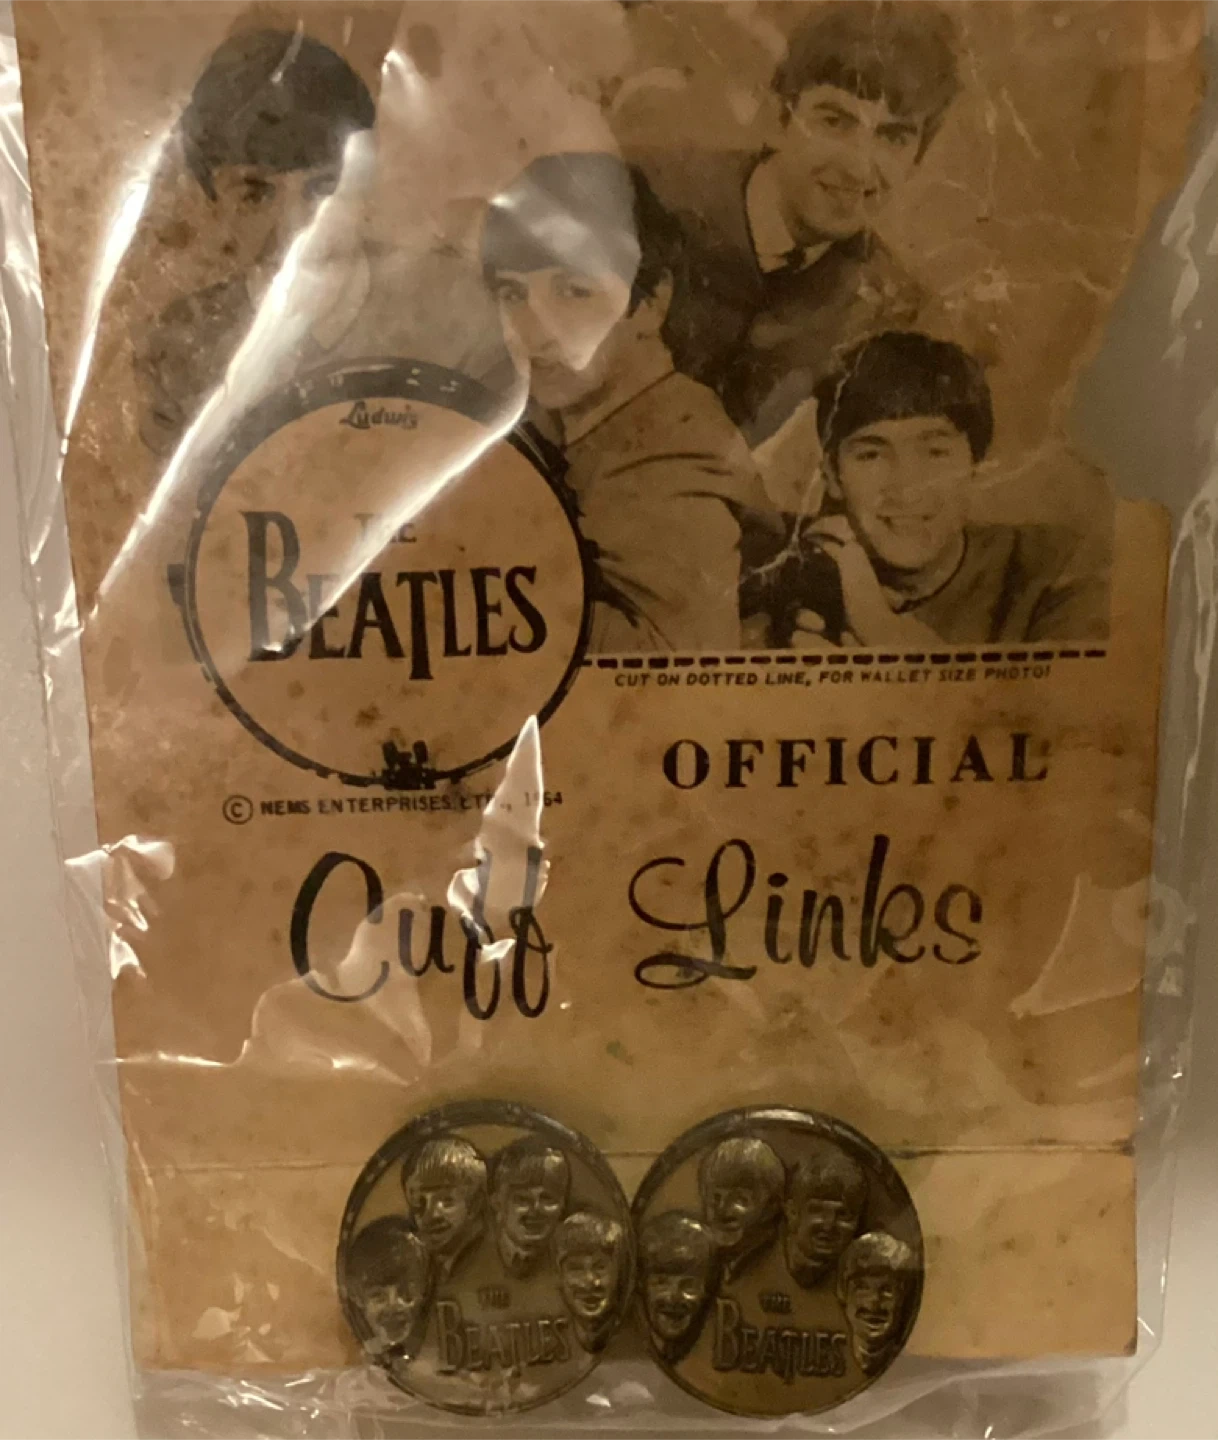 Ludwig
THE
BEATLES
CUT ON DOTTED LINE, FOR WALLET SIZE PHOTO!
OFFICIAL
© NEMS ENTERPRISES LTD., 1964
Cuff Links
THE
BEATLES
THE
BEATLES